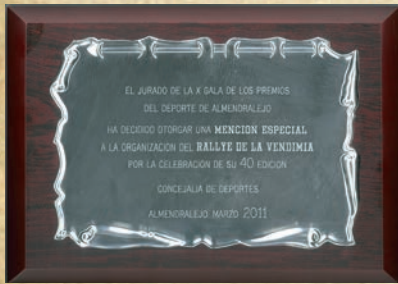 EL JURADO DE LA X GALA DE LOS PREMIOS
DEL DEPORTE DE ALMENDRALEJO
HA DECIDIDO OTORGAR UNA MENCION ESPECIAL
A LA ORGANIZACION DEL RALLYE DE LA VENDIMIA
POR LA CELEBRACION DE SU 40 EDICION
CONCEJALIA DE DEPORTES
ALMENDRALEJO MARZO 2011